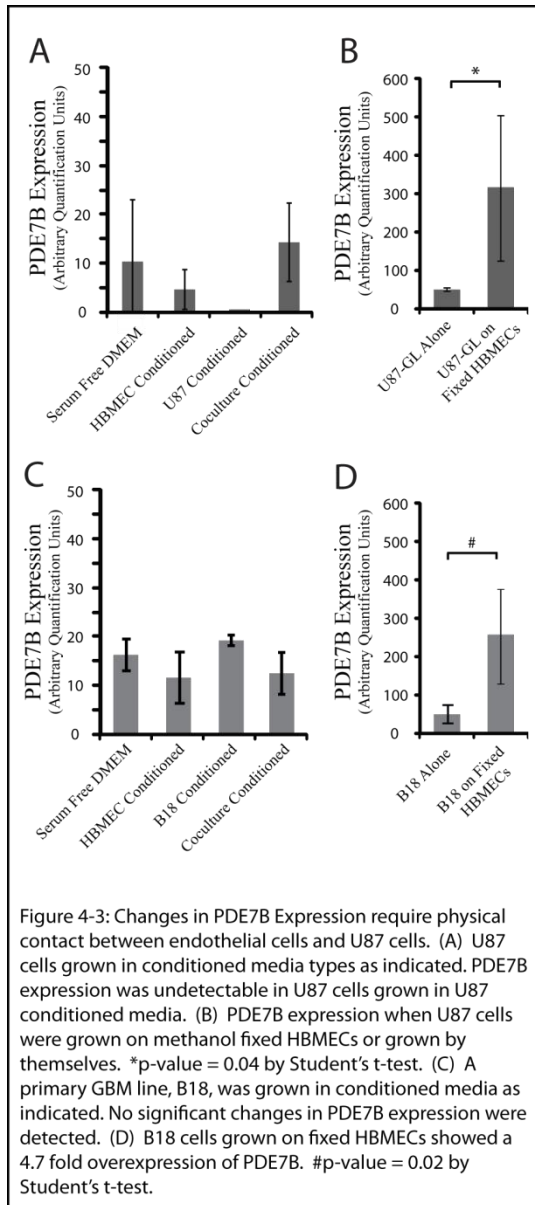 A
PDE7B Expression
(Arbitrary Quantification Units)
50
40
30
20
10
0
Serum Free DMEM
HBMEC Conditioned
U87 Conditioned
Coculture Conditioned
B
PDE7B Expression
(Arbitrary Quantification Units)
600
500
400
300
200
100
0
*
U87-GL Alone
U87-GL on
Fixed HBMECs
C
PDE7B Expression
(Arbitrary Quantification Units)
50
40
30
20
10
0
Serum Free DMEM
HBMEC Conditioned
B18 Conditioned
Coculture Conditioned
D
PDE7B Expression
(Arbitrary Quantification Units)
600
500
400
300
200
100
0
#
B18 Alone
B18 on Fixed
HBMECs
Figure 4-3: Changes in PDE7B Expression require physical
contact between endothelial cells and U87 cells. (A) U87
cells grown in conditioned media types as indicated. PDE7B
expression was undetectable in U87 cells grown in U87
conditioned media. (B) PDE7B expression when U87 cells
were grown on methanol fixed HBMECs or grown by
themselves. *p-value = 0.04 by Student's t-test. (C) A
primary GBM line, B18, was grown in conditioned media as
indicated. No significant changes in PDE7B expression were
detected. (D) B18 cells grown on fixed HBMECs showed a
4.7 fold overexpression of PDE7B. #p-value = 0.02 by
Student's t-test.